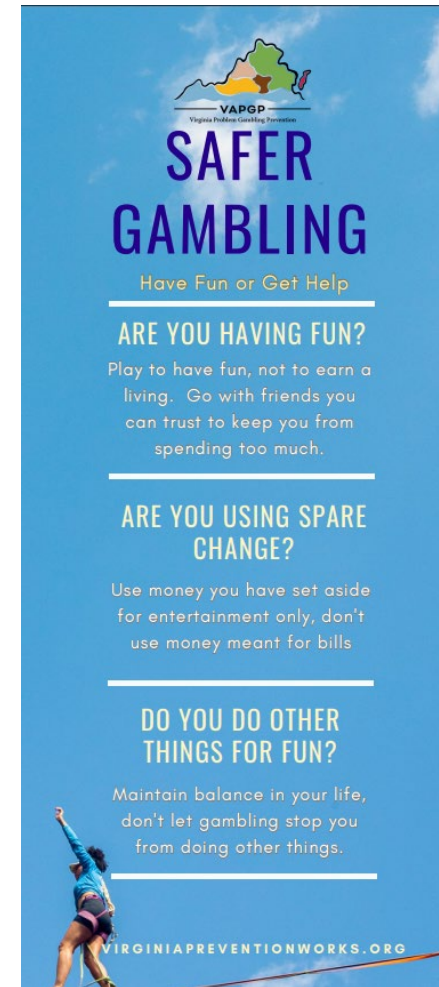 VAPGP
Virginia Problem Gambling Prevention
SAFER
GAMBLING
Have Fun or Get Help
ARE YOU HAVING FUN?
Play to have fun, not to earn a
living. Go with friends you
can trust to keep you from
spending too much.
ARE YOU USING SPARE
CHANGE?
Use money you have set aside
for entertainment only, don't
use money meant for bills
DO YOU DO OTHER
THINGS FOR FUN?
Maintain balance in your life,
don't let gambling stop you
from doing other things.
VIRGINIAPREVENTIONWORKS.ORG